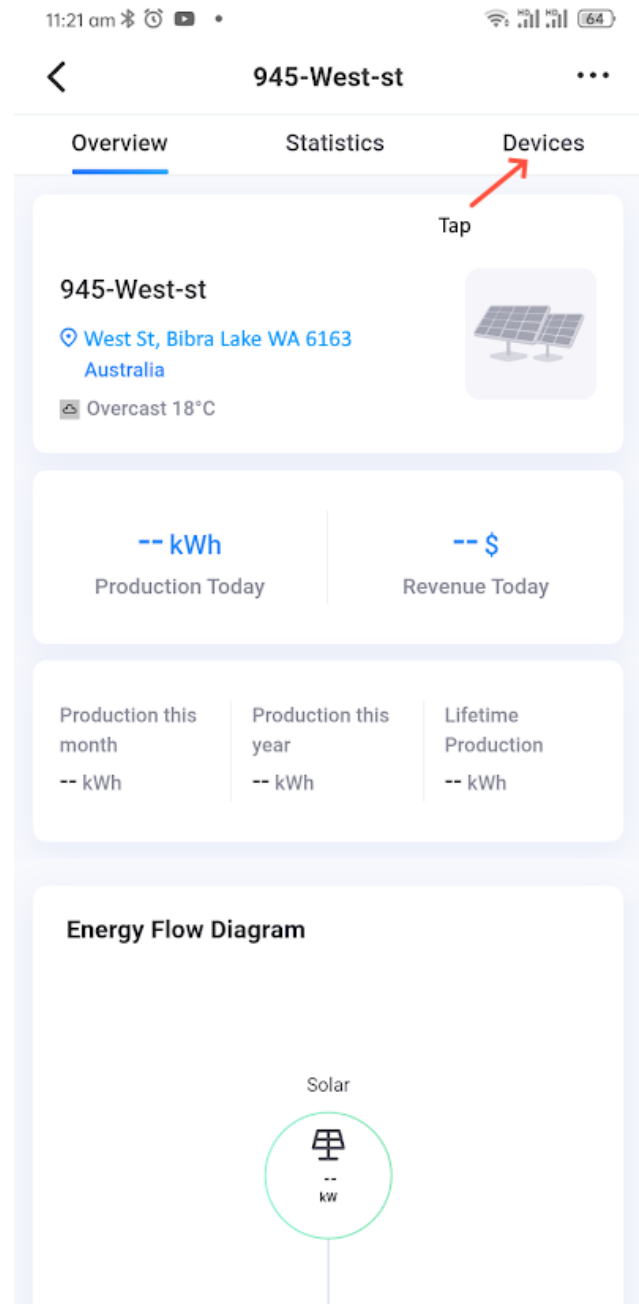 11:21 am
HD HD 64
945-West-st
Overview Statistics Devices
Tap
945-West-st
West St, Bibra Lake WA 6163
Australia
Overcast 18°C
-- kWh -- $
Production Today Revenue Today
Production this Production this Lifetime
month year Production
-- kWh -- kWh -- kWh
Energy Flow Diagram
Solar
--
kW